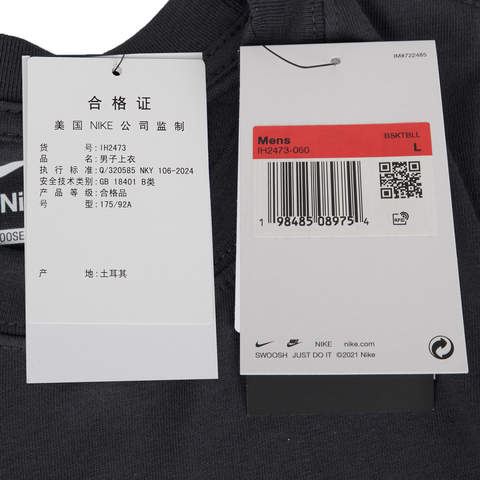 合格证
美国 NIKE 公司监制
货 号: IH2473
品 名: 男子上衣
执行标准: Q/320585 NKY 106-2024
安全技术类别: GB 18401 B类
产品等级: 合格品
号 型: 175/92A
产 地: 土耳其
IM#722485
Mens BSKTBLL
IH2473-060 L
1 98485 08975 4
RFID
NIKE nike.com
SWOOSH JUST DO IT ©2021 Nike
Ni
OOSE